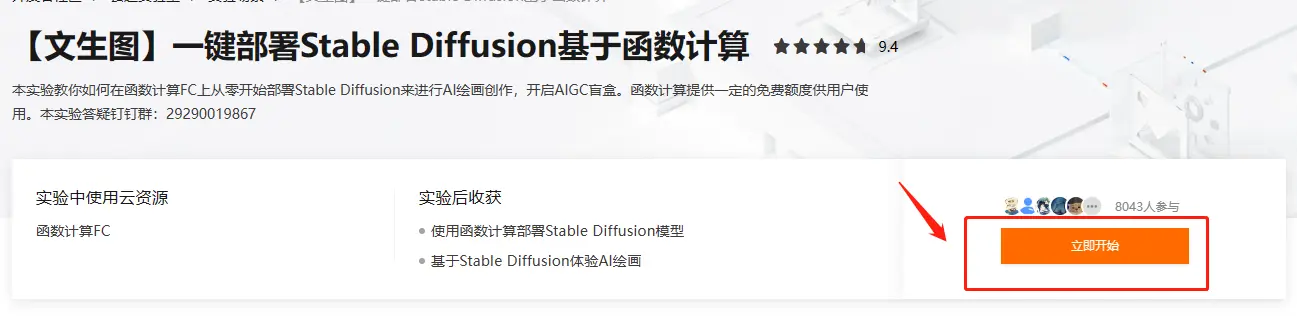 【文生图】一键部署Stable Diffusion基于函数计算
9.4
本实验教你如何在函数计算FC上从零开始部署Stable Diffusion来进行AI绘画创作，开启AIGC盲盒。函数计算提供一定的免费额度供用户使
用。本实验答疑钉钉群：29290019867
实验中使用云资源
函数计算FC
实验后收获
使用函数计算部署Stable Diffusion模型
基于Stable Diffusion体验AI绘画
8043人参与
立即开始